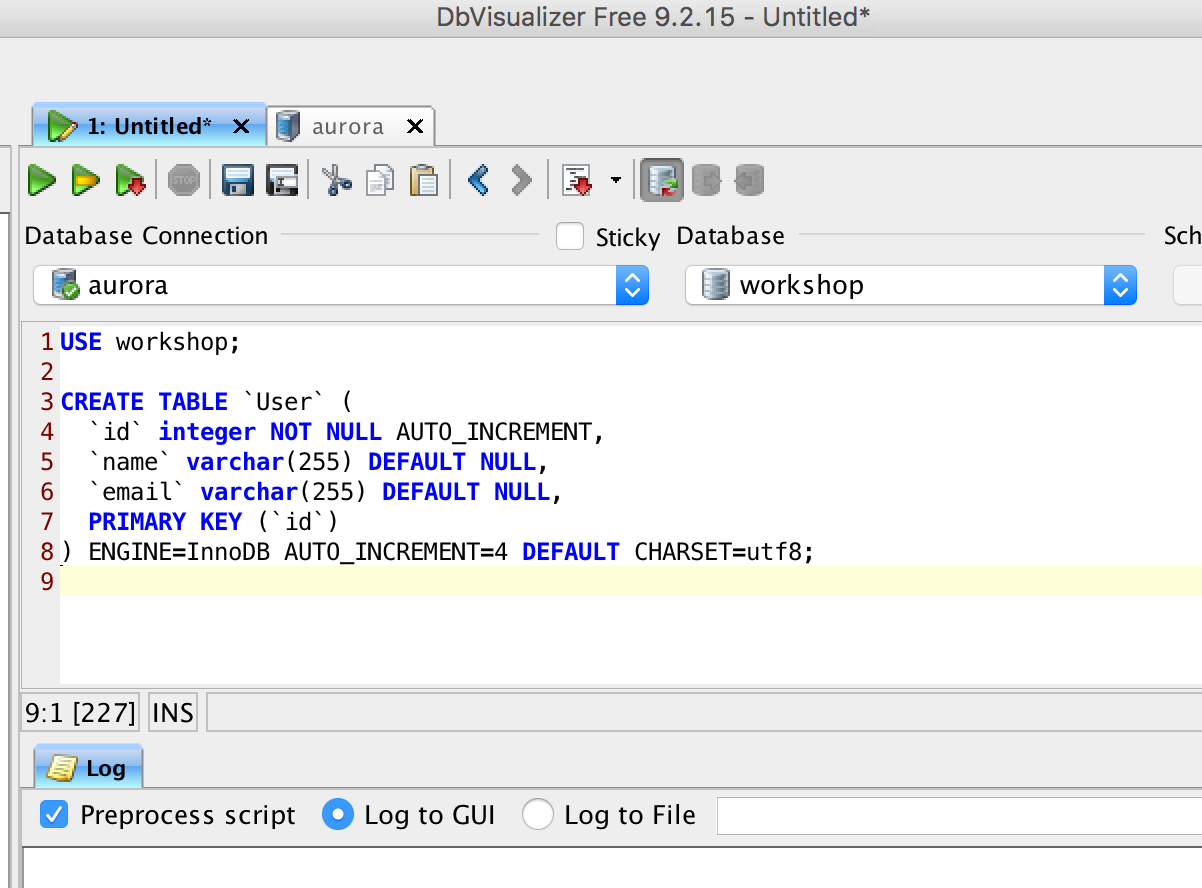 DbVisualizer Free 9.2.15 - Untitled*
1: Untitled* aurora
STOP
Database Connection Sticky Database Sch
aurora workshop
1 USE workshop;
2
3 CREATE TABLE `User` (
4   `id` integer NOT NULL AUTO_INCREMENT,
5   `name` varchar(255) DEFAULT NULL,
6   `email` varchar(255) DEFAULT NULL,
7   PRIMARY KEY (`id`)
8 ) ENGINE=InnoDB AUTO_INCREMENT=4 DEFAULT CHARSET=utf8;
9
9:1 [227] INS
Log
Preprocess script Log to GUI Log to File